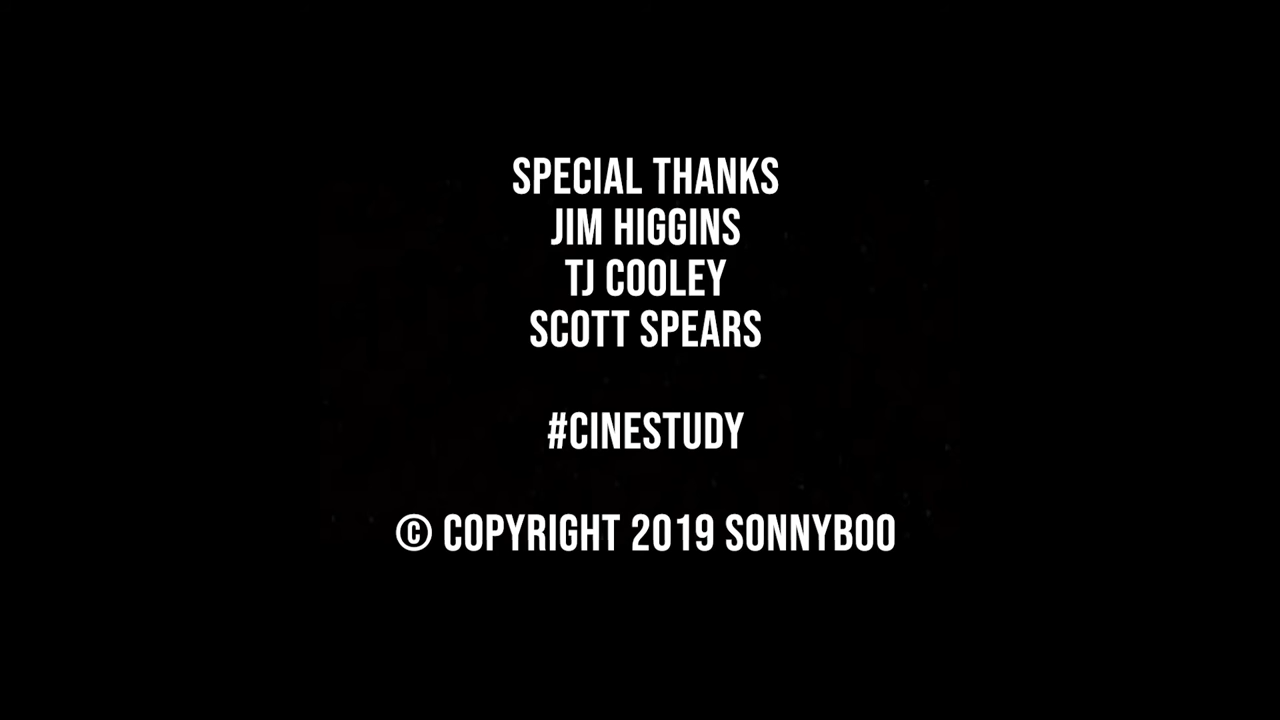 SPECIAL THANKS
JIM HIGGINS
TJ COOLEY
SCOTT SPEARS
#CINESTUDY
© COPYRIGHT 2019 SONNYBOO